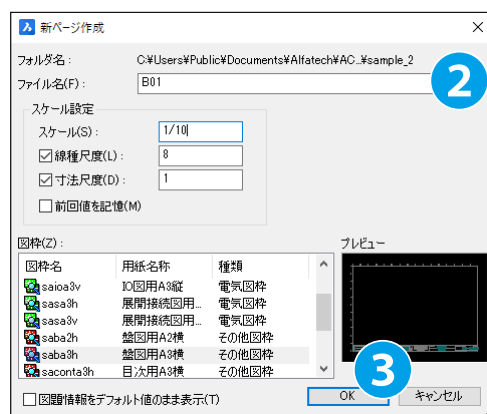 新ページ作成
フォルダ名： C:¥Users¥Public¥Documents¥Alfatech¥AC...¥sample_2
ファイル名(F)： B01
2
スケール設定
スケール(S)： 1/10
線種尺度(L)： 8
寸法尺度(D)： 1
前回値を記憶(M)
図枠(Z)： プレビュー
図枠名 用紙名称 種類
saioa3v IO図用A3縦 電気図枠
sasa3h 展開接続図用... 電気図枠
sasa3v 展開接続図用... 電気図枠
saba2h 盤図用A2横 その他図枠
saba3h 盤図用A3横 その他図枠
saconta3h 目次用A3横 その他図枠
3
図題情報をデフォルト値のまま表示(T) OK キャンセル